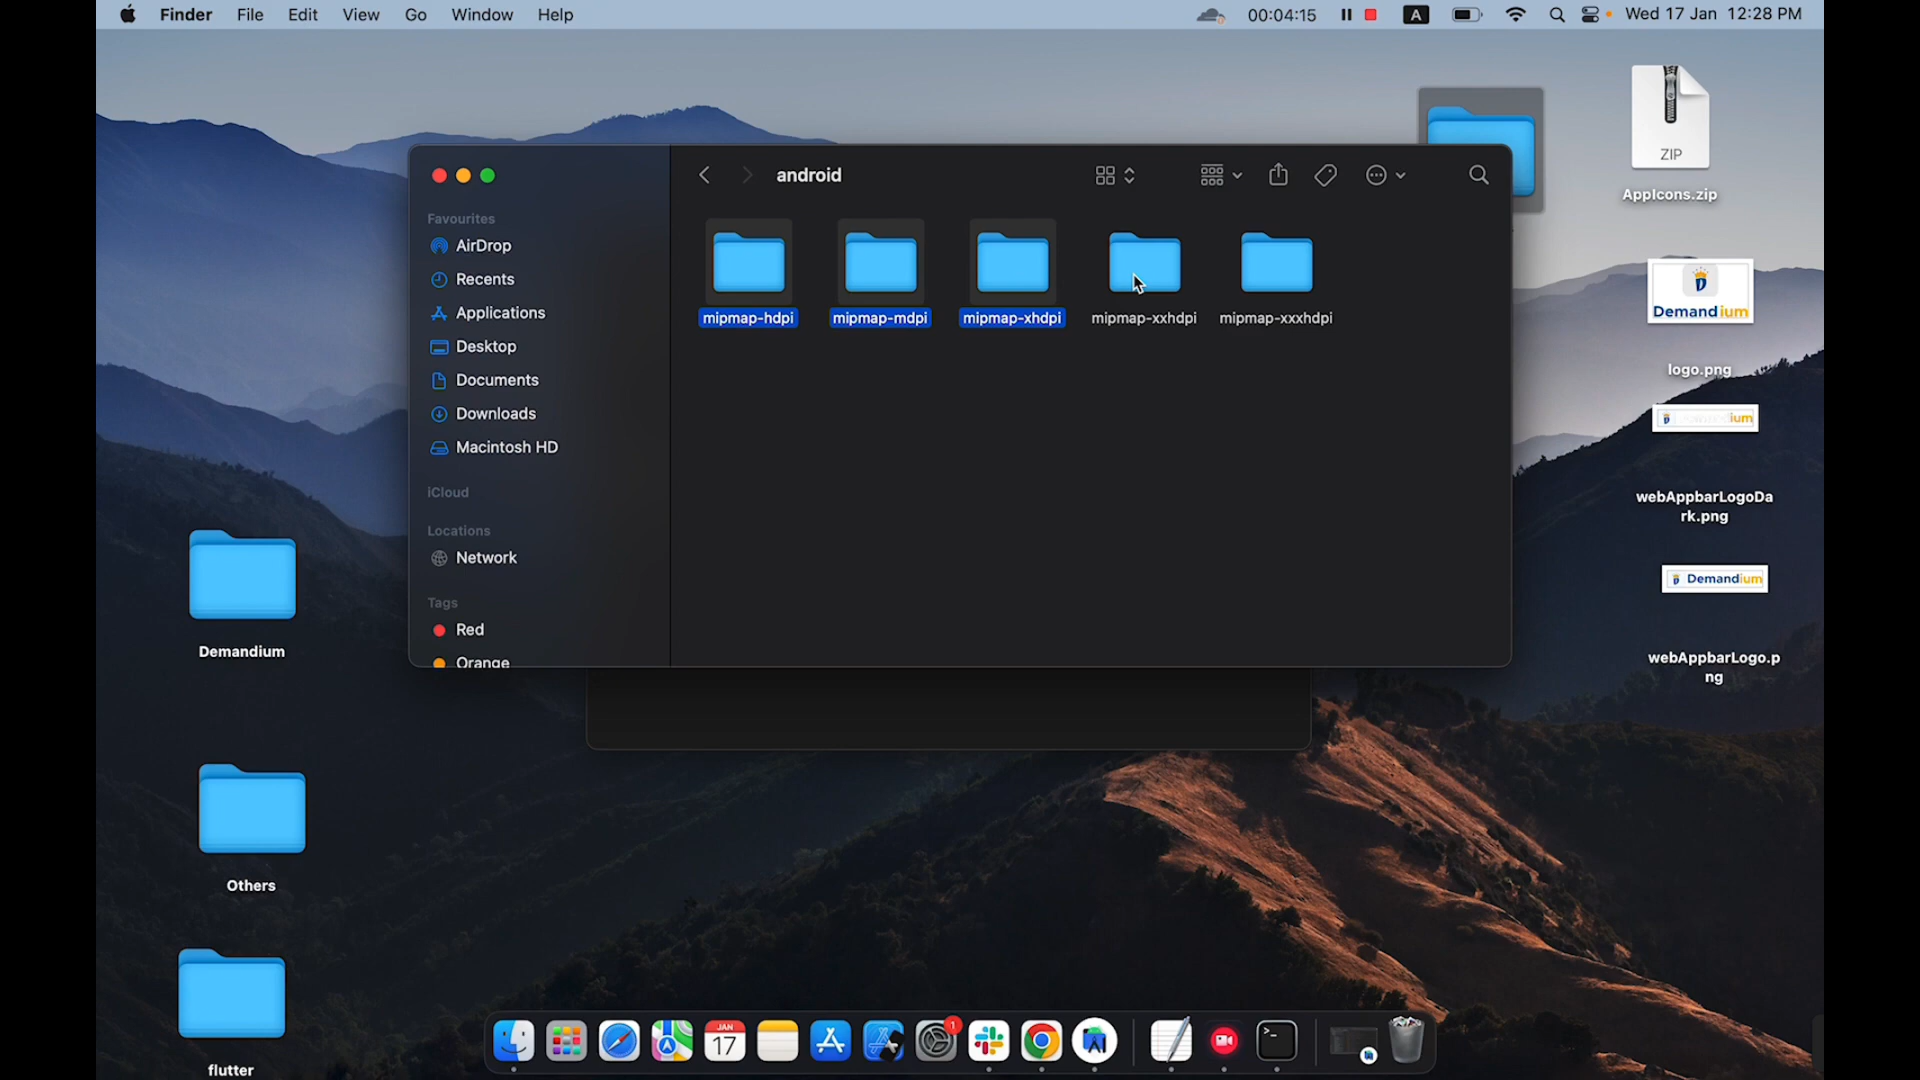 Finder File Edit View Go Window Help
00:04:15
A
Wed 17 Jan 12:28 PM
android
Favourites
AirDrop
Recents
Applications
Desktop
Documents
Downloads
Macintosh HD
iCloud
Locations
Network
Tags
Red
Orange
mipmap-hdpi
mipmap-mdpi
mipmap-xhdpi
mipmap-xxhdpi
mipmap-xxxhdpi
ZIP
AppIcons.zip
Demandium
logo.png
ium
webAppbarLogoDa
rk.png
Demandium
webAppbarLogo.p
ng
Demandium
Others
flutter
JAN
17
1